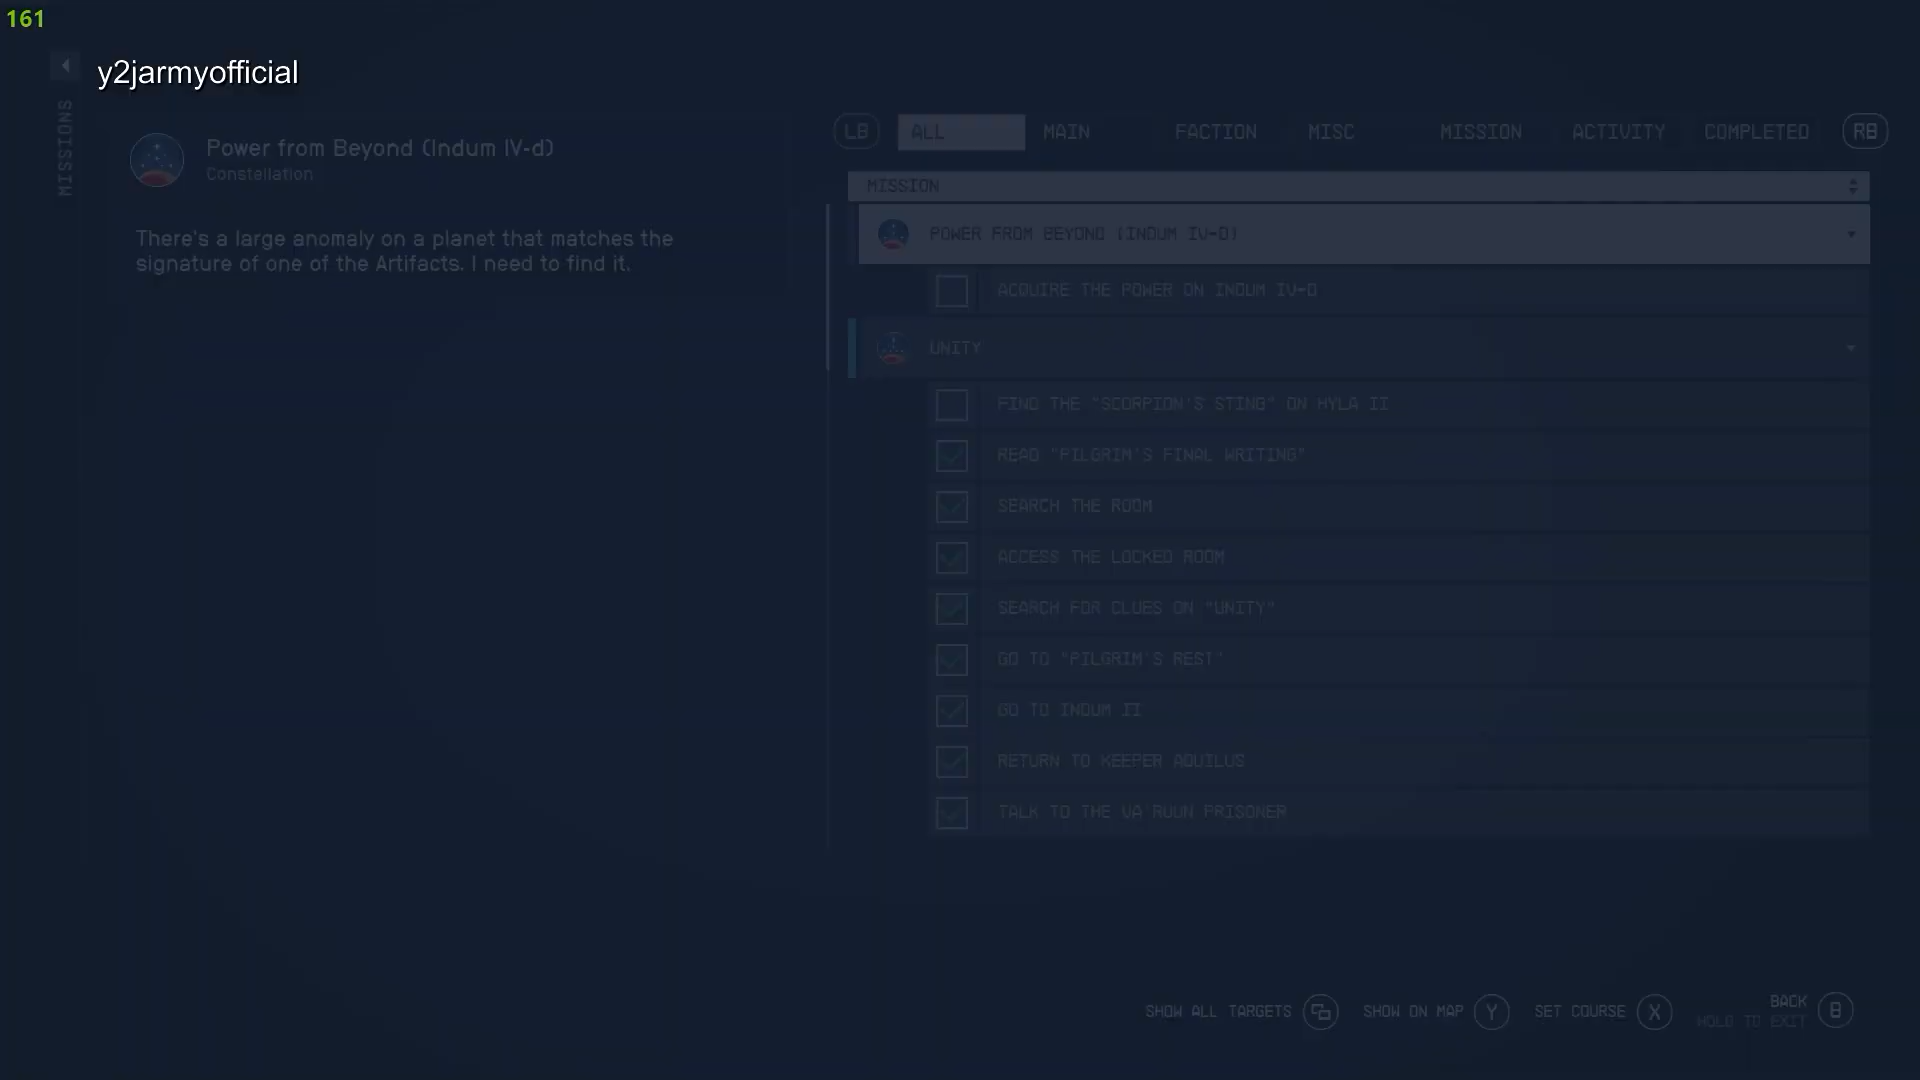 161
y2jarmyofficial
MISSIONS
Power from Beyond (Indum IV-d)
Constellation
There's a large anomaly on a planet that matches the
signature of one of the Artifacts. I need to find it.
LB ALL MAIN FACTION MISC MISSION ACTIVITY COMPLETED RB
MISSION
POWER FROM BEYOND (INDUM IV-D)
ACQUIRE THE POWER ON INDUM IV-D
UNITY
FIND THE "SCORPION'S STING" ON HYLA II
READ "PILGRIM'S FINAL WRITING"
SEARCH THE ROOM
ACCESS THE LOCKED ROOM
SEARCH FOR CLUES ON "UNITY"
GO TO "PILGRIM'S REST"
GO TO INDUM II
RETURN TO KEEPER AQUILUS
TALK TO THE VA'RUUN PRISONER
SHOW ALL TARGETS SHOW ON MAP Y SET COURSE X BACK B
HOLD TO EXIT